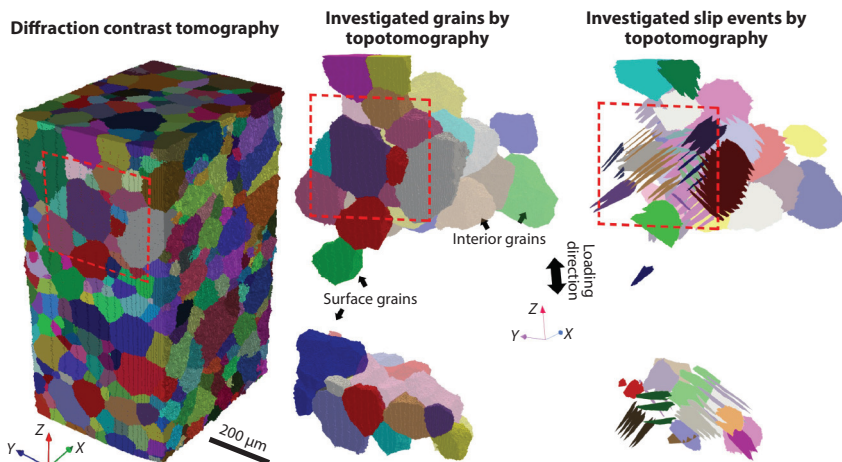 Diffraction contrast tomography
Investigated grains by
topotomography
Investigated slip events by
topotomography
Interior grains
Surface grains
Loading
direction
Z
Y
X
Z
Y
X
200 μm